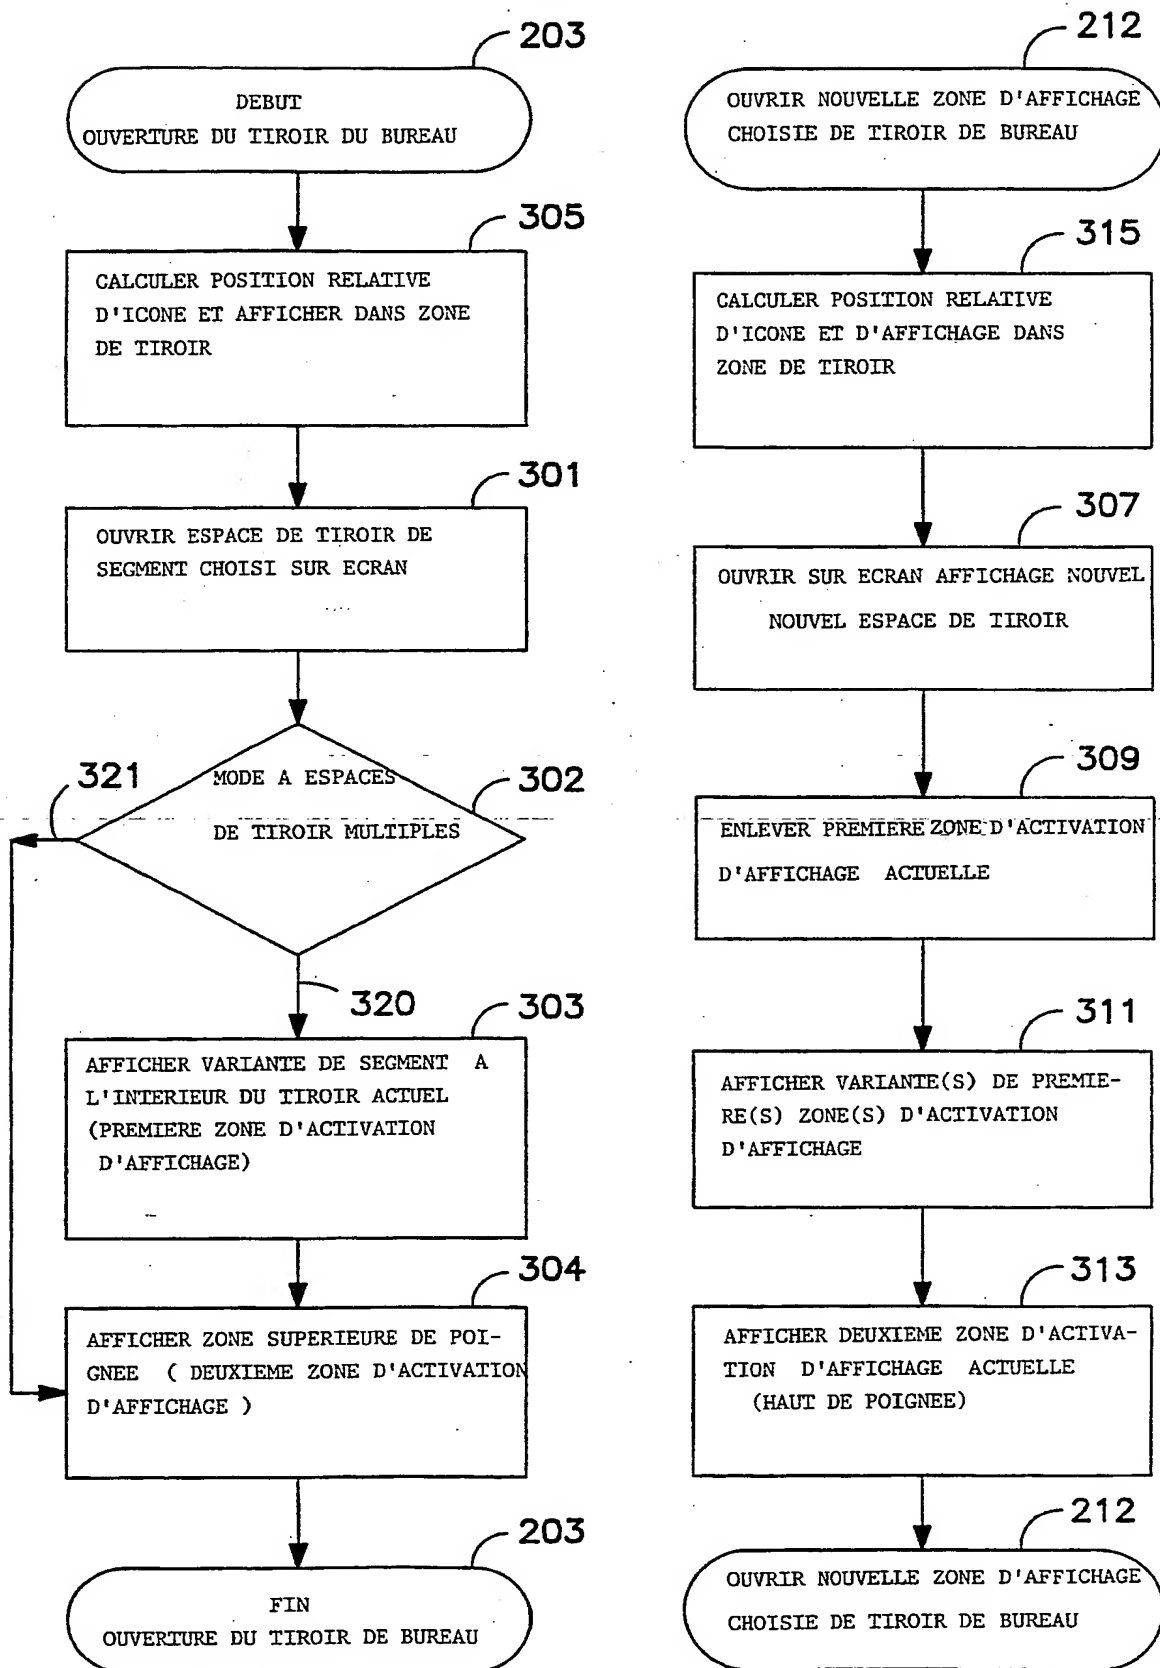 203
DEBUT
OUVERTURE DU TIROIR DU BUREAU
305
CALCULER POSITION RELATIVE
D'ICONE ET AFFICHER DANS ZONE
DE TIROIR
301
OUVRIR ESPACE DE TIROIR DE
SEGMENT CHOISI SUR ECRAN
321
302
MODE A ESPACES
DE TIROIR MULTIPLES
320
303
AFFICHER VARIANTE DE SEGMENT A
L'INTERIEUR DU TIROIR ACTUEL
(PREMIERE ZONE D'ACTIVATION
D'AFFICHAGE)
304
AFFICHER ZONE SUPERIEURE DE POI-
GNEE ( DEUXIEME ZONE D'ACTIVATION
D'AFFICHAGE )
203
FIN
OUVERTURE DU TIROIR DE BUREAU
212
OUVRIR NOUVELLE ZONE D'AFFICHAGE
CHOISIE DE TIROIR DE BUREAU
315
CALCULER POSITION RELATIVE
D'ICONE ET D'AFFICHAGE DANS
ZONE DE TIROIR
307
OUVRIR SUR ECRAN AFFICHAGE NOUVEL
NOUVEL ESPACE DE TIROIR
309
ENLEVER PREMIERE ZONE D'ACTIVATION
D'AFFICHAGE ACTUELLE
311
AFFICHER VARIANTE(S) DE PREMIE-
RE(S) ZONE(S) D'ACTIVATION
D'AFFICHAGE
313
AFFICHER DEUXIEME ZONE D'ACTIVA-
TION D'AFFICHAGE ACTUELLE
(HAUT DE POIGNEE)
212
OUVRIR NOUVELLE ZONE D'AFFICHAGE
CHOISIE DE TIROIR DE BUREAU